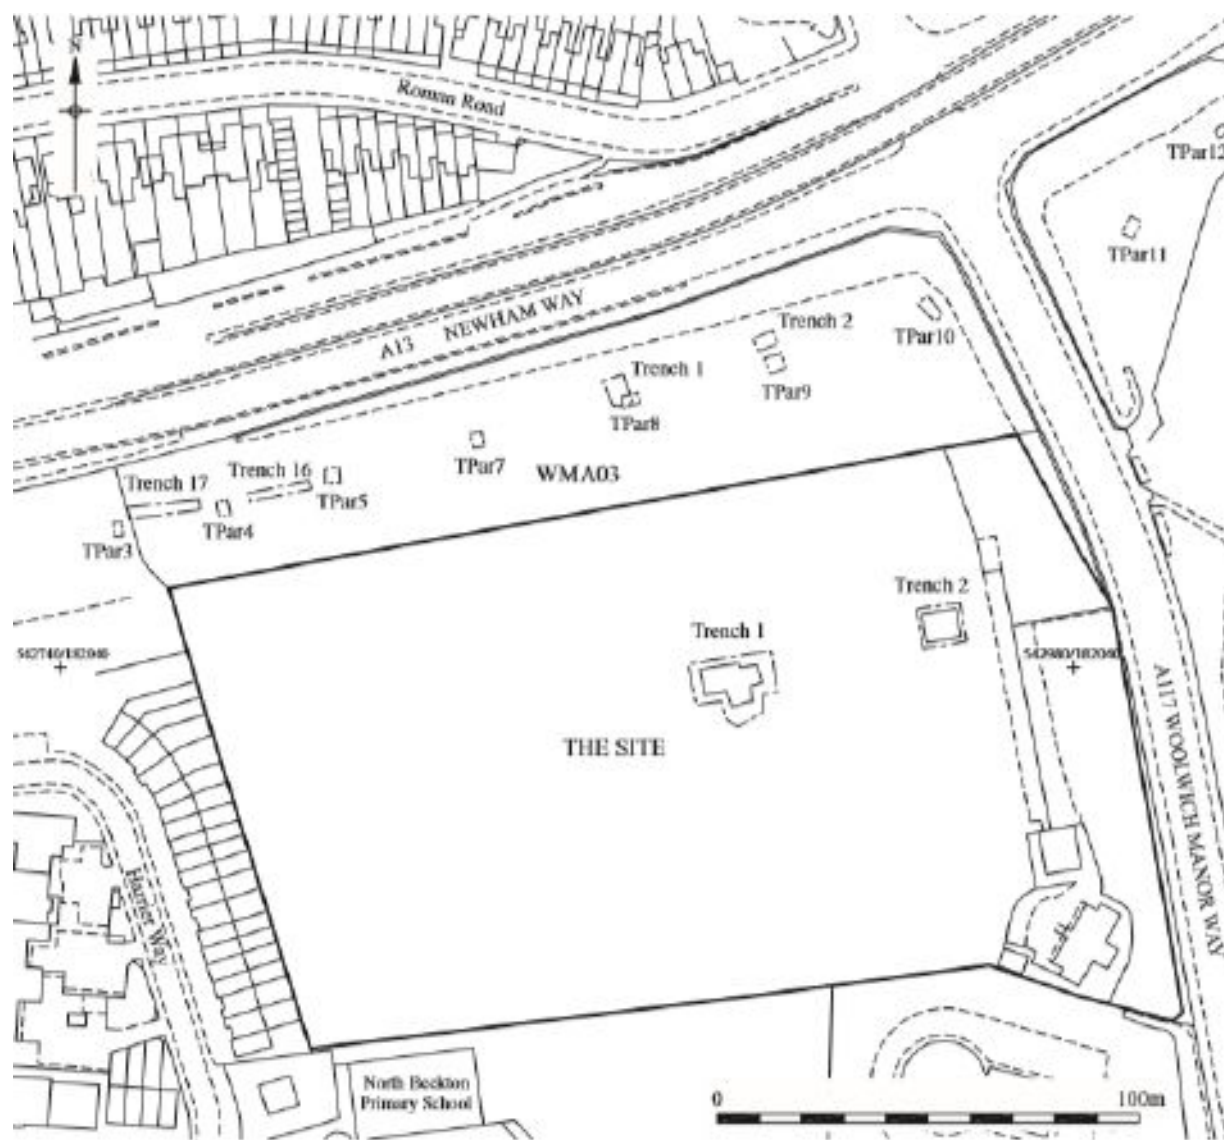 N
Roman Road
TPar12
TPar11
A13 NEWHAM WAY
Trench 2
TPar10
Trench 1
TPar9
TPar8
TPar7
WMA03
Trench 16
TPar5
Trench 17
TPar4
TPar3
Trench 2
Trench 1
542740/182040
542980/182040
THE SITE
A117 WOOLWICH MANOR WAY
Harrier Way
North Beckton
Primary School
0 100m